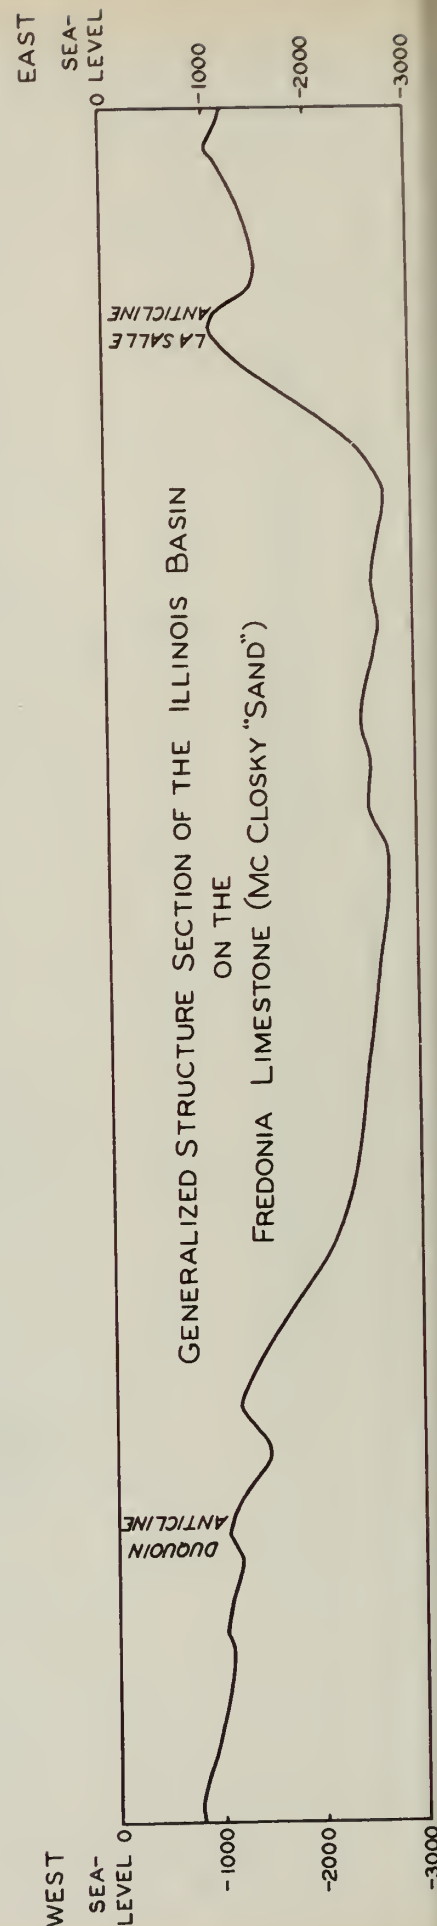 WEST
EAST
SEA-
LEVEL 0
-1000
-2000
-3000
DUQUOIN
ANTICLINE
GENERALIZED STRUCTURE SECTION OF THE ILLINOIS BASIN
ON THE
FREDONIA LIMESTONE (MC CLOSKY "SAND")
LA SALLE
ANTICLINE
SEA-
LEVEL
0
-1000
-2000
-3000